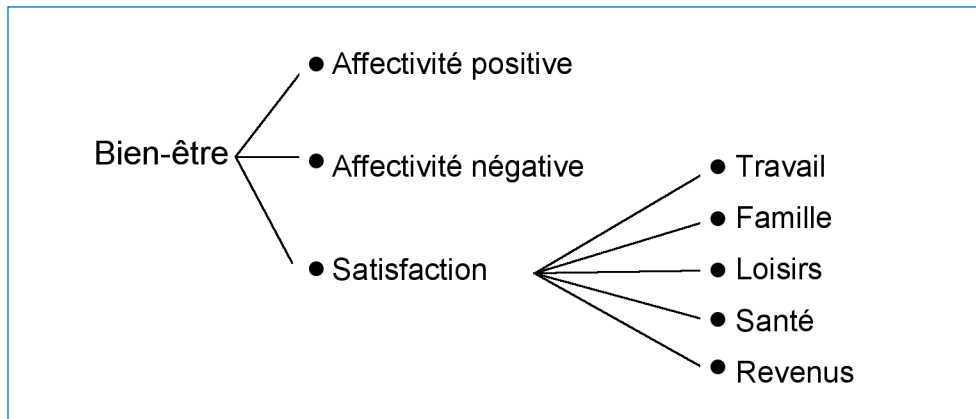 ● Affectivité positive
Bien-être
● Affectivité négative
● Satisfaction
● Travail
● Famille
● Loisirs
● Santé
● Revenus